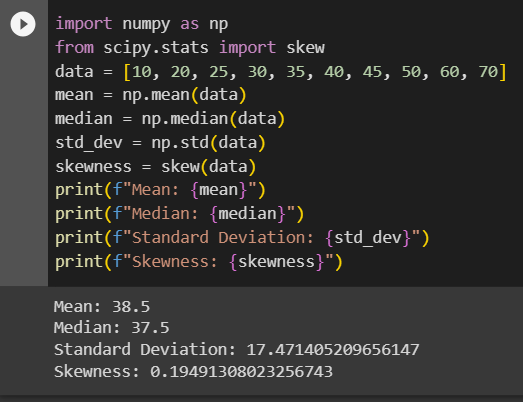 import numpy as np
from scipy.stats import skew
data = [10, 20, 25, 30, 35, 40, 45, 50, 60, 70]
mean = np.mean(data)
median = np.median(data)
std_dev = np.std(data)
skewness = skew(data)
print(f"Mean: {mean}")
print(f"Median: {median}")
print(f"Standard Deviation: {std_dev}")
print(f"Skewness: {skewness}")
Mean: 38.5
Median: 37.5
Standard Deviation: 17.471405209656147
Skewness: 0.19491308023256743